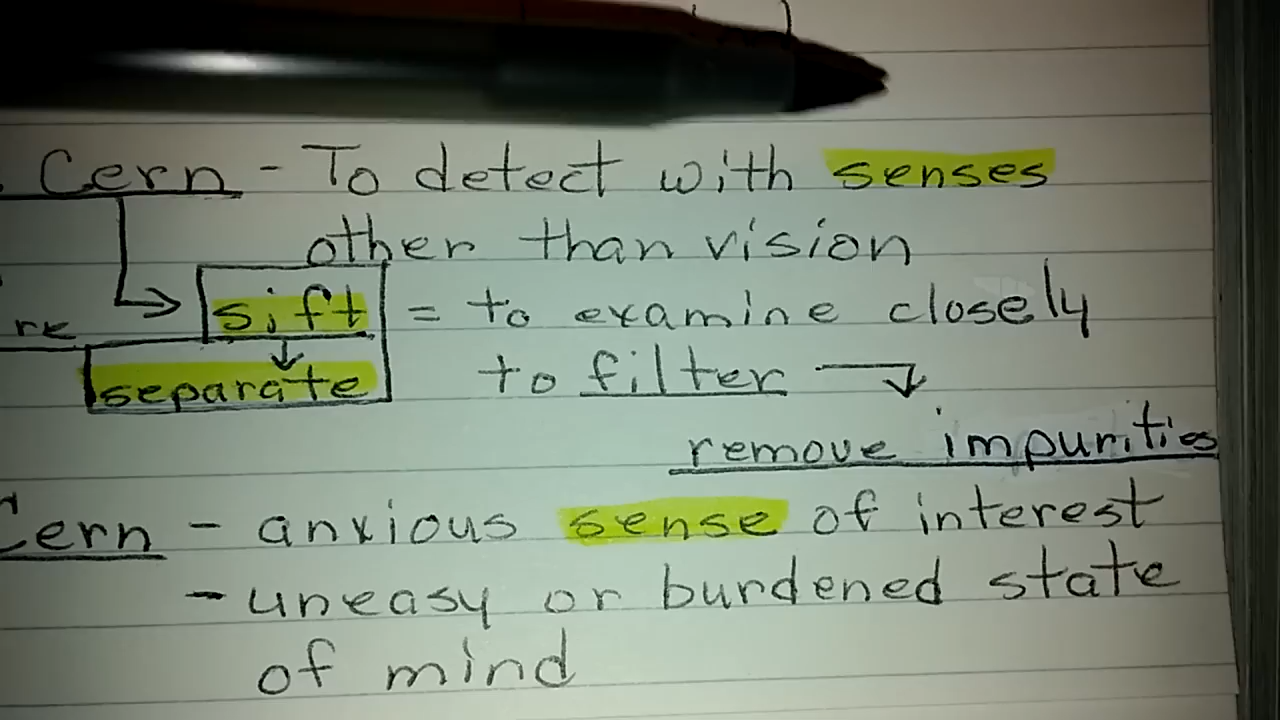 . Cern - To detect with senses
other than vision
re sift = to examine closely
separate to filter
remove impurities
Cern - anxious sense of interest
- uneasy or burdened state
of mind